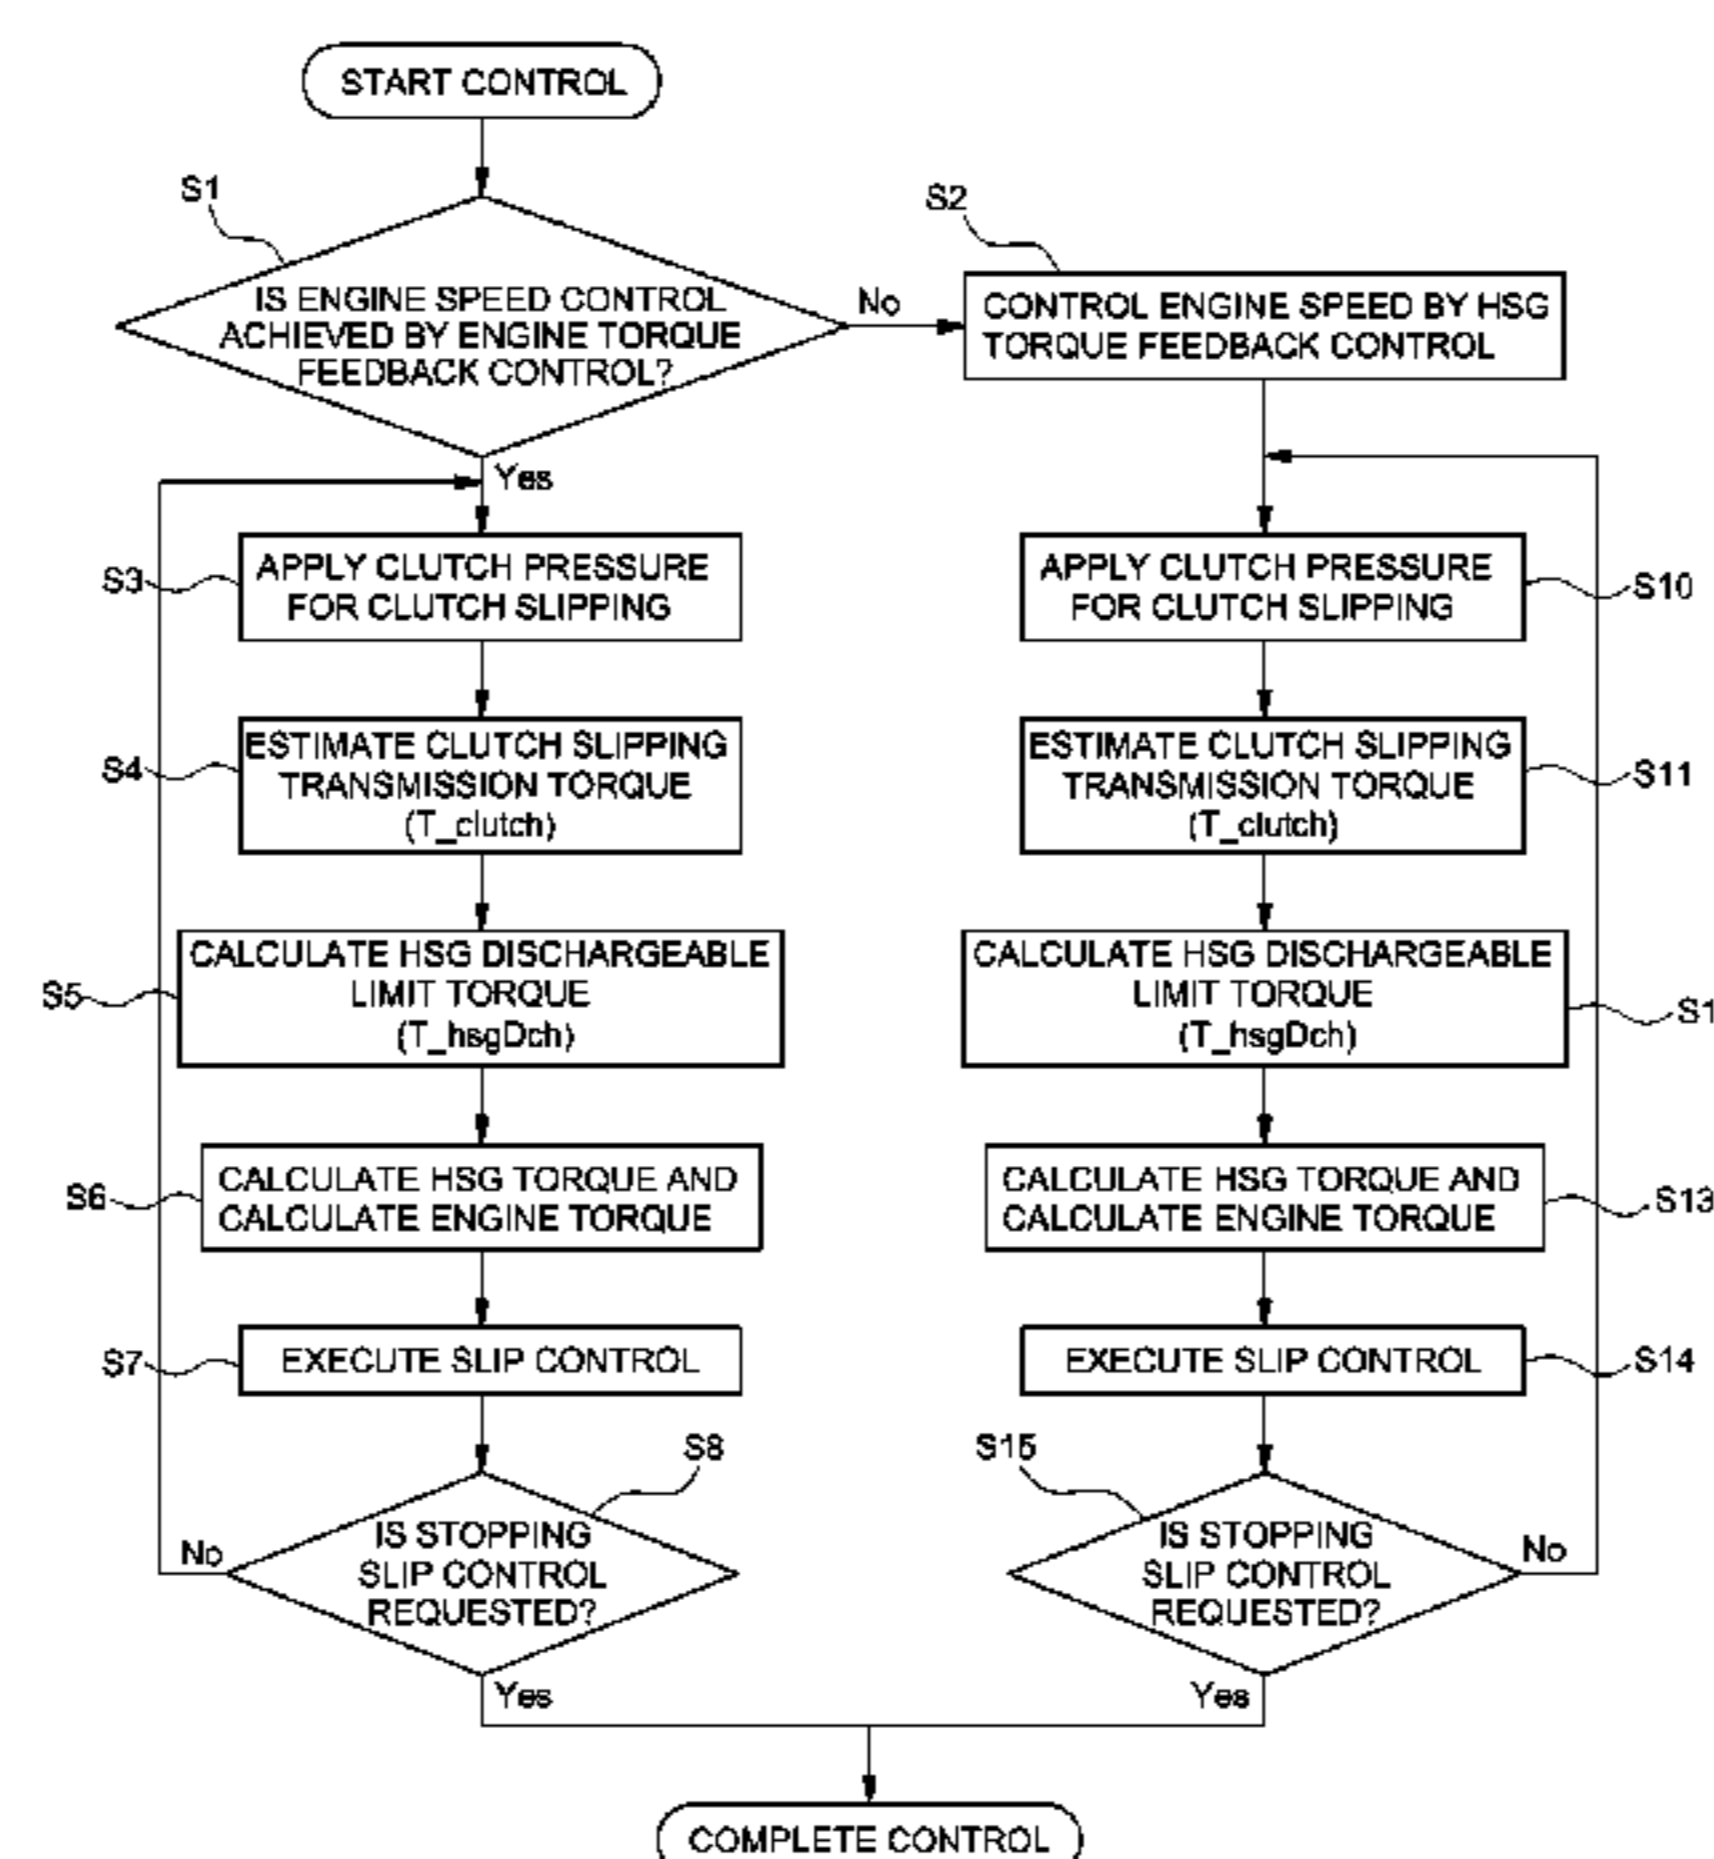 START CONTROL
S1
IS ENGINE SPEED CONTROL
ACHIEVED BY ENGINE TORQUE
FEEDBACK CONTROL?
No
S2
CONTROL ENGINE SPEED BY HSG
TORQUE FEEDBACK CONTROL
Yes
S3
APPLY CLUTCH PRESSURE
FOR CLUTCH SLIPPING
S4
ESTIMATE CLUTCH SLIPPING
TRANSMISSION TORQUE
(T_clutch)
S5
CALCULATE HSG DISCHARGEABLE
LIMIT TORQUE
(T_hsgDch)
S6
CALCULATE HSG TORQUE AND
CALCULATE ENGINE TORQUE
S7
EXECUTE SLIP CONTROL
S8
IS STOPPING
SLIP CONTROL
REQUESTED?
No
Yes
APPLY CLUTCH PRESSURE
FOR CLUTCH SLIPPING
S10
ESTIMATE CLUTCH SLIPPING
TRANSMISSION TORQUE
(T_clutch)
S11
CALCULATE HSG DISCHARGEABLE
LIMIT TORQUE
(T_hsgDch)
S1
CALCULATE HSG TORQUE AND
CALCULATE ENGINE TORQUE
S13
EXECUTE SLIP CONTROL
S14
S15
IS STOPPING
SLIP CONTROL
REQUESTED?
No
Yes
COMPLETE CONTROL